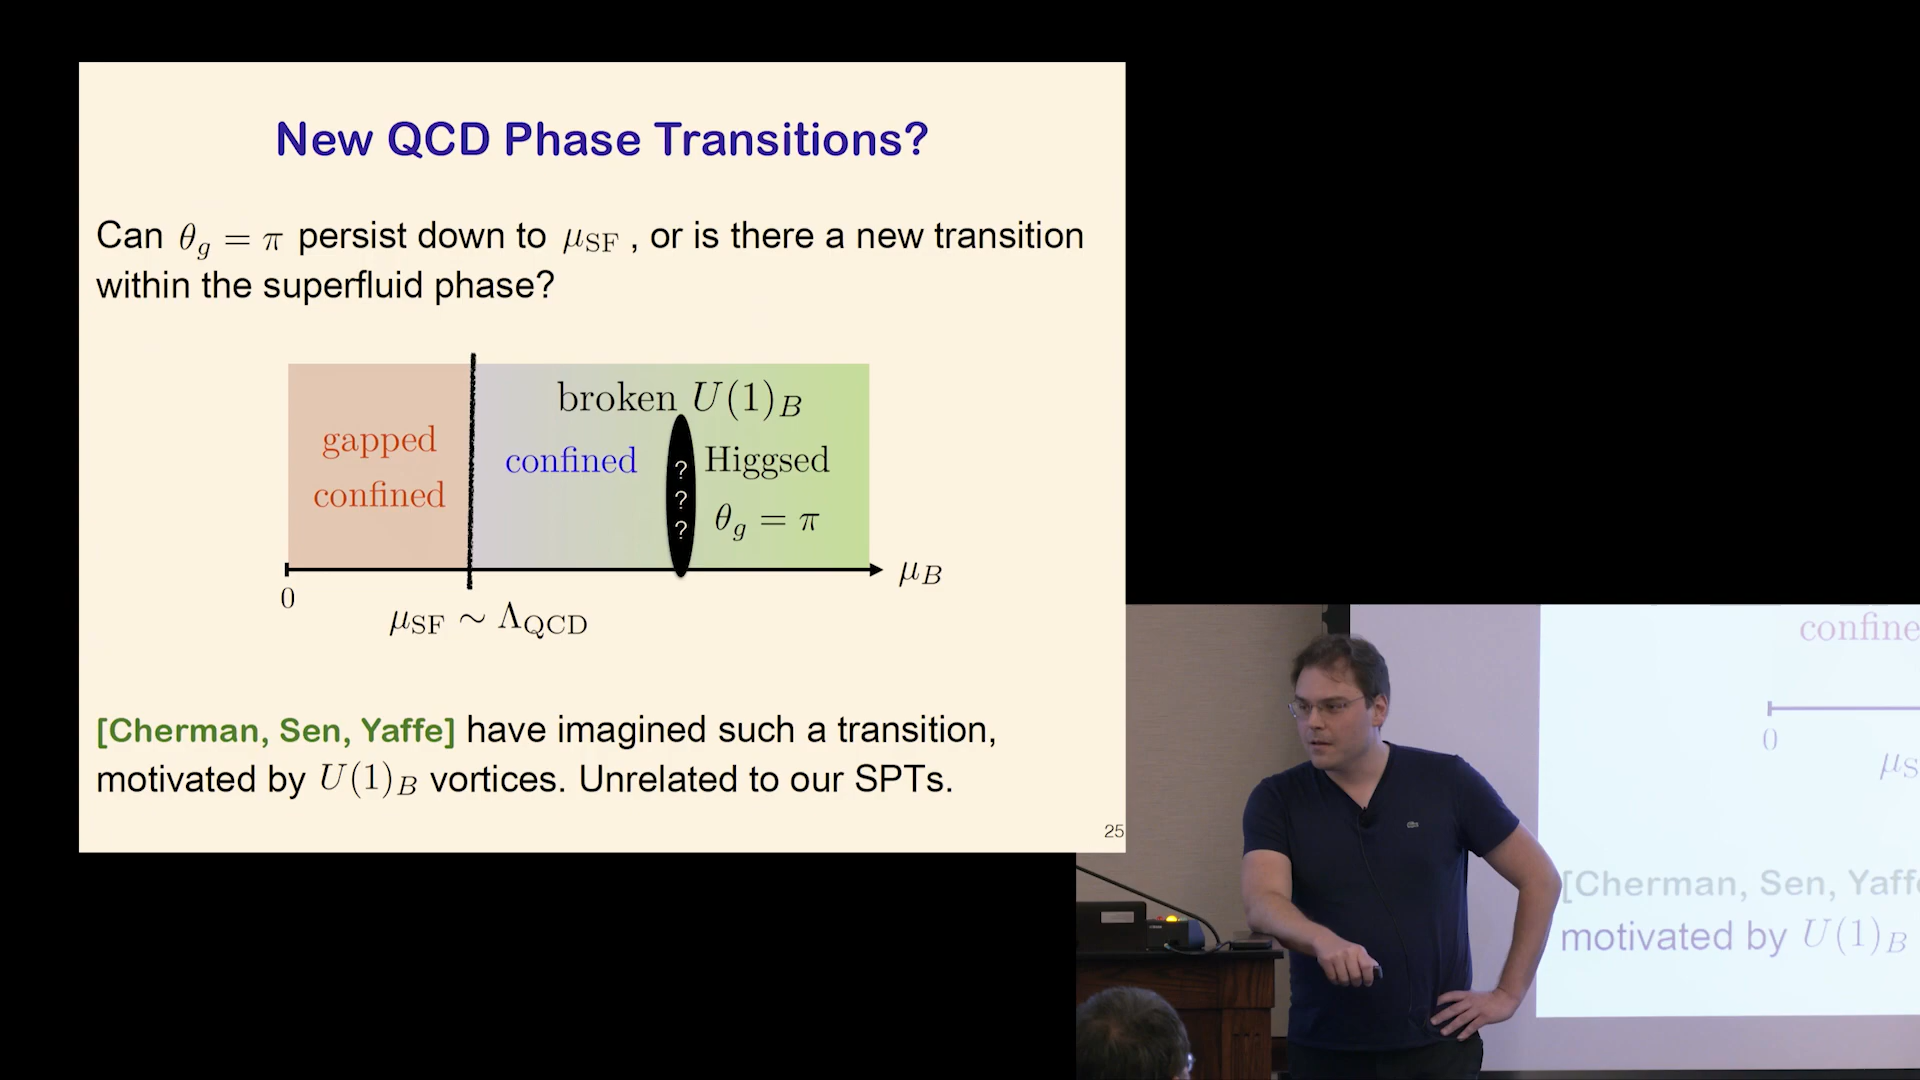 New QCD Phase Transitions?
Can θ_g = π persist down to μ_SF , or is there a new transition
within the superfluid phase?
broken U(1)_B
gapped
confined
confined
Higgsed
θ_g = π
?
?
?
μ_B
0
μ_SF ∼ Λ_QCD
[Cherman, Sen, Yaffe] have imagined such a transition,
motivated by U(1)_B vortices. Unrelated to our SPTs.
25
confine
0
μ_S
[Cherman, Sen, Yaffe
motivated by U(1)_B